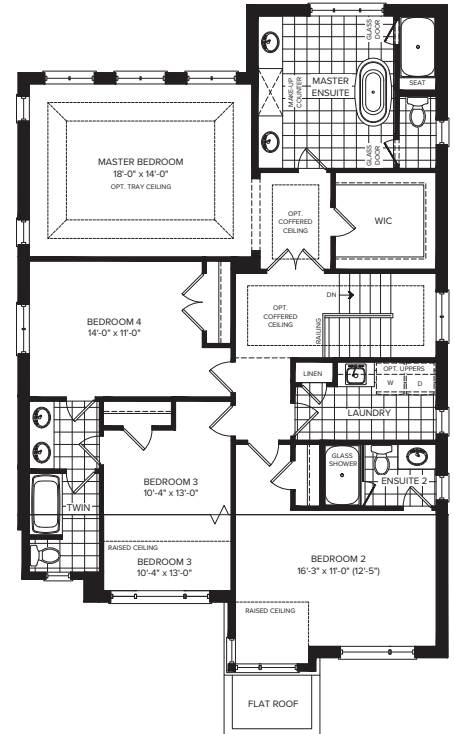 GLASS
DOOR
SEAT
MASTER
ENSUITE
MAKE-UP
COUNTER
GLASS
DOOR
MASTER BEDROOM
18'-0" x 14'-0"
OPT. TRAY CEILING
OPT.
COFFERED
CEILING
WIC
DN
OPT.
COFFERED
CEILING
RAILING
BEDROOM 4
14'-0" x 11'-0"
LINEN
OPT. UPPERS
W
D
LAUNDRY
GLASS
SHOWER
ENSUITE 2
BEDROOM 3
10'-4" x 13'-0"
TWIN
RAISED CEILING
BEDROOM 3
10'-4" x 13'-0"
BEDROOM 2
16'-3" x 11'-0" (12'-5")
RAISED CEILING
FLAT ROOF